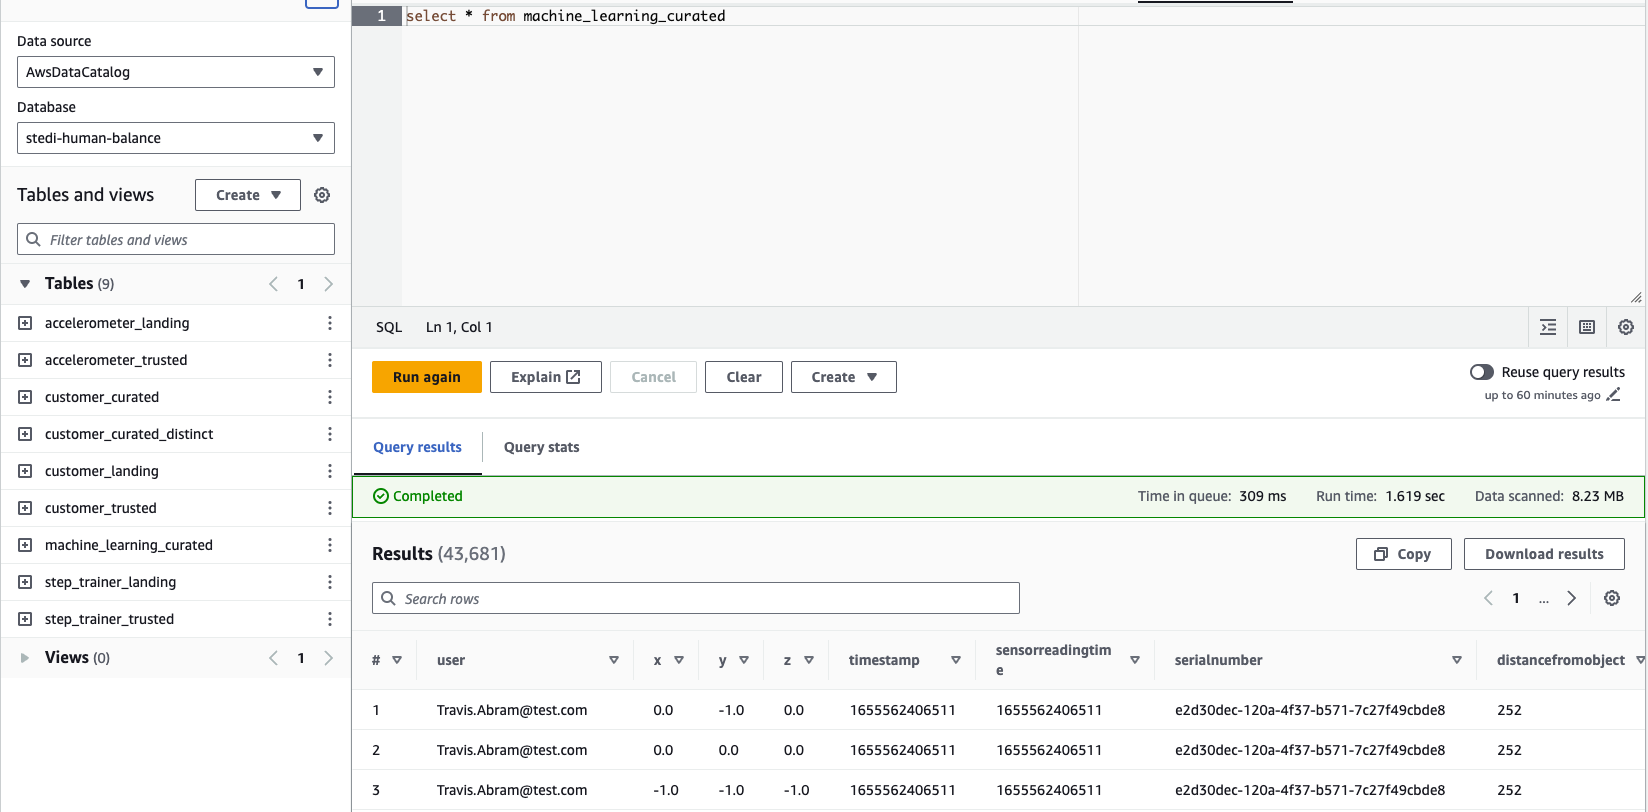 Data source
AwsDataCatalog
Database
stedi-human-balance
Tables and views
Create
Filter tables and views
Tables (9)
1
accelerometer_landing
accelerometer_trusted
customer_curated
customer_curated_distinct
customer_landing
customer_trusted
machine_learning_curated
step_trainer_landing
step_trainer_trusted
Views (0)
1
1 select * from machine_learning_curated
SQL Ln 1, Col 1
Run again Explain Cancel Clear Create
Reuse query results
up to 60 minutes ago
Query results Query stats
Completed Time in queue: 309 ms Run time: 1.619 sec Data scanned: 8.23 MB
Results (43,681)
Copy Download results
Search rows
1 ...
# user x y z timestamp sensorreadingtim
e serialnumber distancefromobject
1 Travis.Abram@test.com 0.0 -1.0 0.0 1655562406511 1655562406511 e2d30dec-120a-4f37-b571-7c27f49cbde8 252
2 Travis.Abram@test.com 0.0 0.0 0.0 1655562406511 1655562406511 e2d30dec-120a-4f37-b571-7c27f49cbde8 252
3 Travis.Abram@test.com -1.0 -1.0 -1.0 1655562406511 1655562406511 e2d30dec-120a-4f37-b571-7c27f49cbde8 252